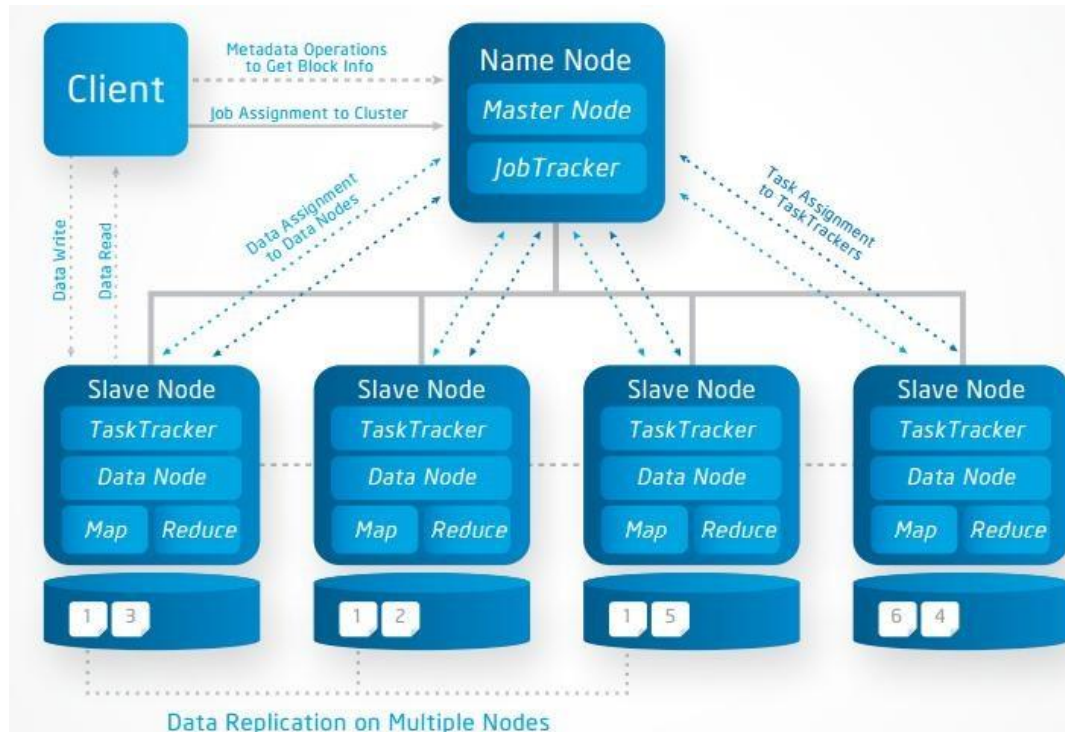 Client
Metadata Operations
to Get Block Info
Job Assignment to Cluster
Name Node
Master Node
JobTracker
Data Write
Data Read
Data Assignment
to Data Nodes
Task Assignment
to TaskTrackers
Slave Node
TaskTracker
Data Node
Map Reduce
1 3
Slave Node
TaskTracker
Data Node
Map Reduce
1 2
Slave Node
TaskTracker
Data Node
Map Reduce
1 5
Slave Node
TaskTracker
Data Node
Map Reduce
6 4
Data Replication on Multiple Nodes